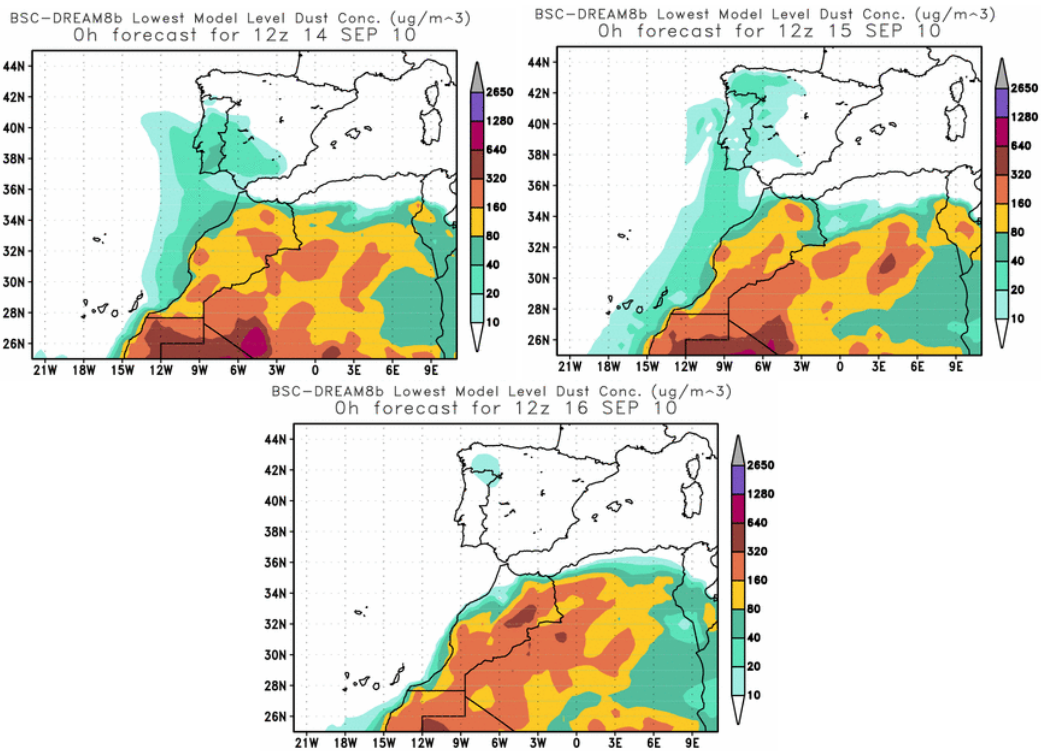 BSC-DREAM8b Lowest Model Level Dust Conc. (ug/m^3)
0h forecast for 12z 14 SEP 10
44N
42N
40N
38N
36N
34N
32N
30N
28N
26N
21W 18W 15W 12W 9W 6W 3W 0 3E 6E 9E
2650
1280
640
320
160
80
40
20
10
BSC-DREAM8b Lowest Model Level Dust Conc. (ug/m^3)
0h forecast for 12z 15 SEP 10
44N
42N
40N
38N
36N
34N
32N
30N
28N
26N
21W 18W 15W 12W 9W 6W 3W 0 3E 6E 9E
2650
1280
640
320
160
80
40
20
10
BSC-DREAM8b Lowest Model Level Dust Conc. (ug/m^3)
0h forecast for 12z 16 SEP 10
44N
42N
40N
38N
36N
34N
32N
30N
28N
26N
21W 18W 15W 12W 9W 6W 3W 0 3E 6E 9E
2650
1280
640
320
160
80
40
20
10